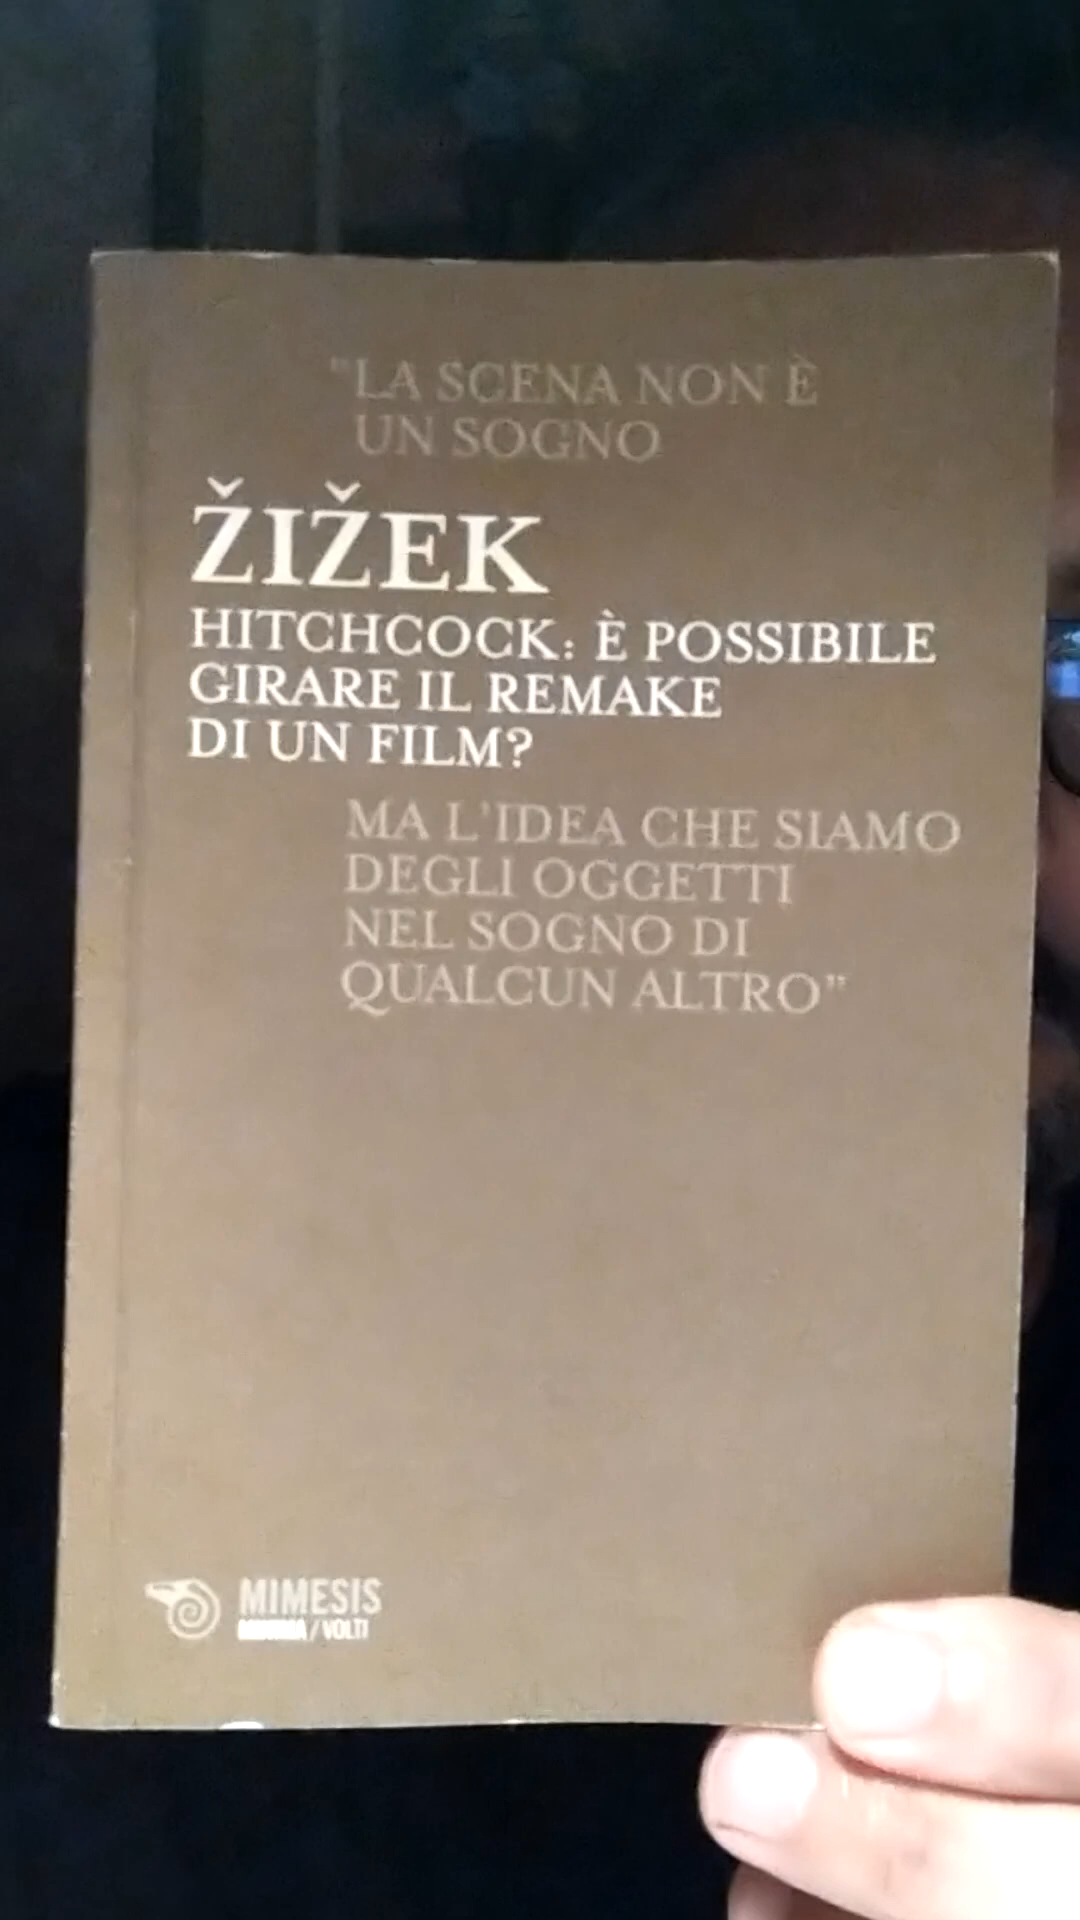 "LA SCENA NON È
UN SOGNO
ŽIŽEK
HITCHCOCK: È POSSIBILE
GIRARE IL REMAKE
DI UN FILM?
MA L'IDEA CHE SIAMO
DEGLI OGGETTI
NEL SOGNO DI
QUALCUN ALTRO"
MIMESIS
/VOLTI